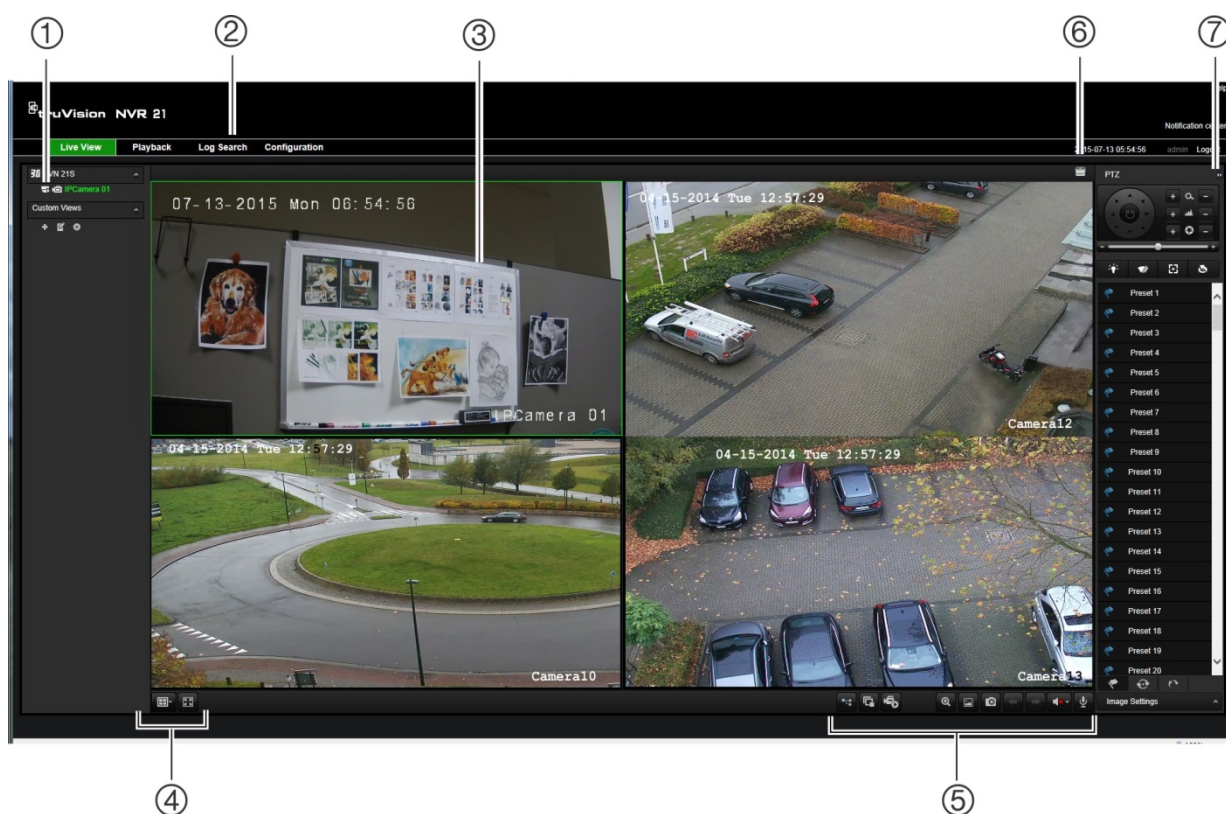 ① ② ③ ⑥ ⑦
truVision NVR 21
Notification center
Live View Playback Log Search Configuration
2015-07-13 05:54:56 admin Logout
VN 21S
IPCamera 01
Custom Views
07-13-2015 Mon 06:54:56
IPCamera 01
04-15-2014 Tue 12:57:29
Camera12
04-15-2014 Tue 12:57:29
Camera10
04-15-2014 Tue 12:57:29
Camera13
PTZ
Preset 1
Preset 2
Preset 3
Preset 4
Preset 5
Preset 6
Preset 7
Preset 8
Preset 9
Preset 10
Preset 11
Preset 12
Preset 13
Preset 14
Preset 15
Preset 16
Preset 17
Preset 18
Preset 19
Preset 20
Image Settings
④ ⑤